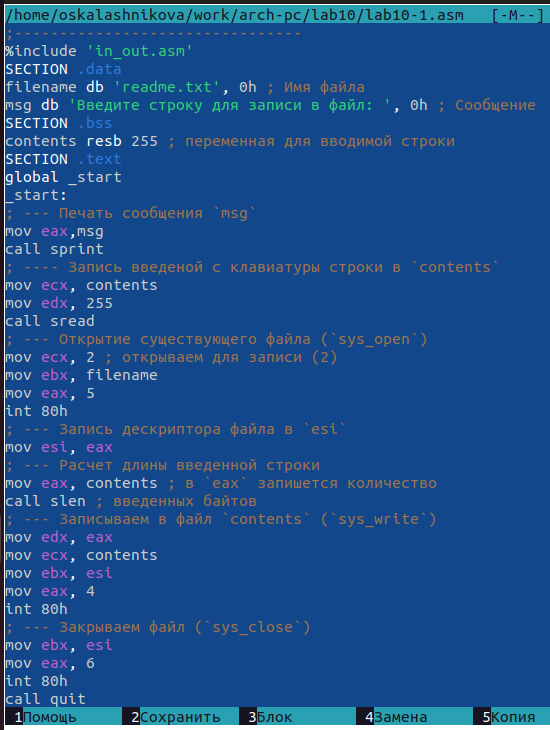 /home/oskalashnikova/work/arch-pc/lab10/lab10-1.asm   [-M--]
;--------------------------------
%include 'in_out.asm'
SECTION .data
filename db 'readme.txt', 0h ; Имя файла
msg db 'Введите строку для записи в файл: ', 0h ; Сообщение
SECTION .bss
contents resb 255 ; переменная для вводимой строки
SECTION .text
global _start
_start:
; --- Печать сообщения `msg`
mov eax,msg
call sprint
; ---- Запись введеной с клавиатуры строки в `contents`
mov ecx, contents
mov edx, 255
call sread
; --- Открытие существующего файла (`sys_open`)
mov ecx, 2 ; открываем для записи (2)
mov ebx, filename
mov eax, 5
int 80h
; --- Запись дескриптора файла в `esi`
mov esi, eax
; --- Расчет длины введенной строки
mov eax, contents ; в `eax` запишется количество
call slen ; введенных байтов
; --- Записываем в файл `contents` (`sys_write`)
mov edx, eax
mov ecx, contents
mov ebx, esi
mov eax, 4
int 80h
; --- Закрываем файл (`sys_close`)
mov ebx, esi
mov eax, 6
int 80h
call quit
1Помощь 2Сохранить 3Блок 4Замена 5Копия